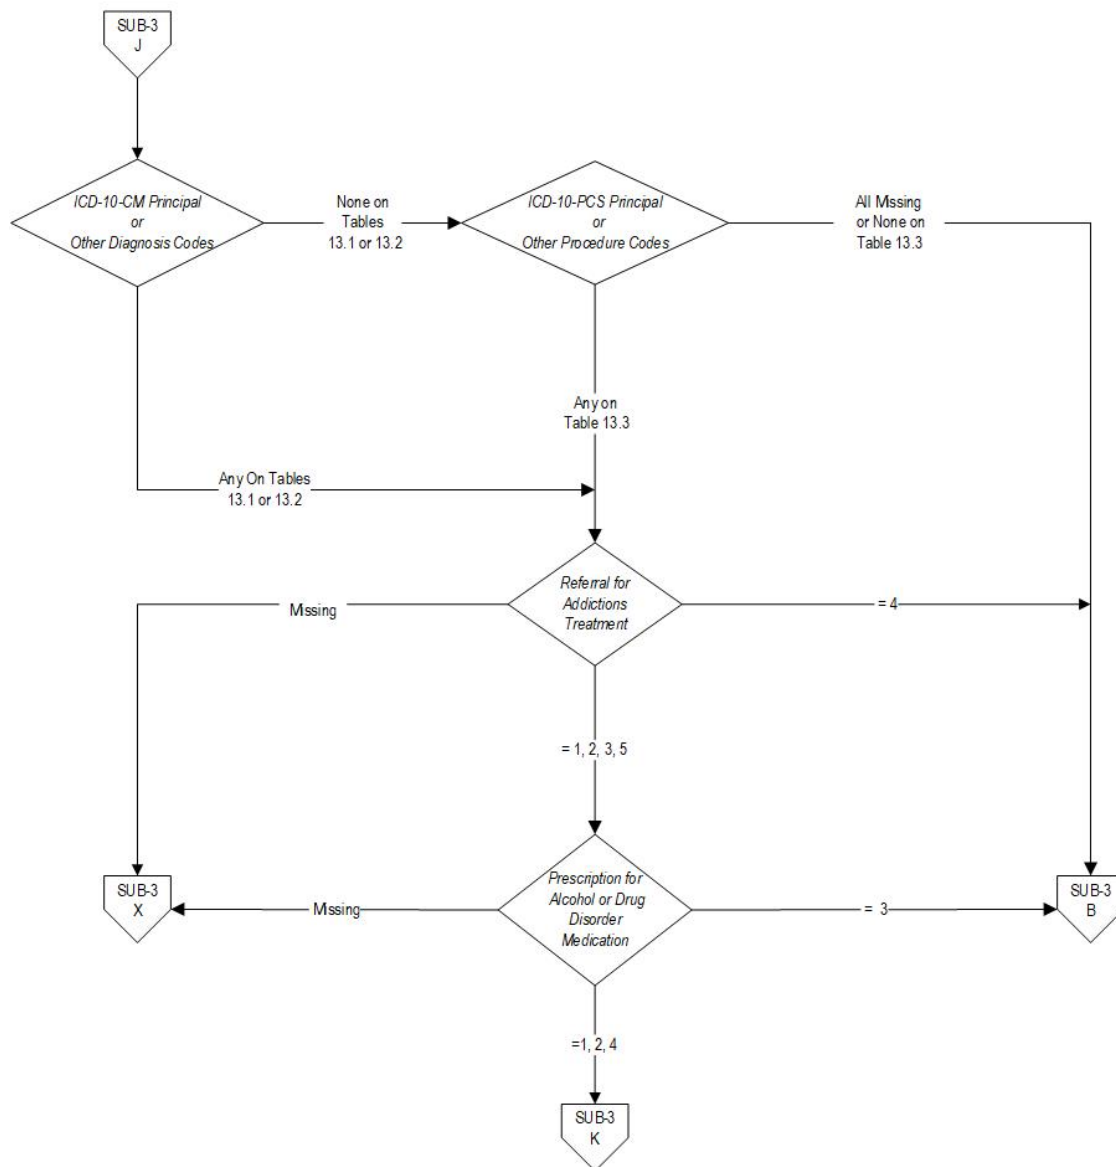 SUB-3
J
ICD-10-CM Principal
or
Other Diagnosis Codes
None on
Tables
13.1 or 13.2
ICD-10-PCS Principal
or
Other Procedure Codes
All Missing
or None on
Table 13.3
Any on
Table 13.3
Any On Tables
13.1 or 13.2
Referral for
Addictions
Treatment
Missing
= 4
= 1, 2, 3, 5
SUB-3
X
Missing
Prescription for
Alcohol or Drug
Disorder
Medication
= 3
SUB-3
B
=1, 2, 4
SUB-3
K